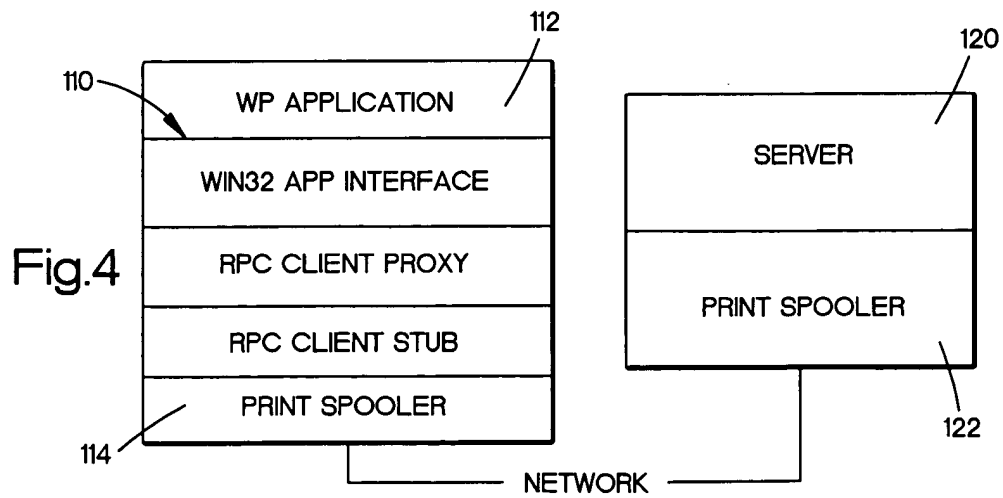 112
120
110
WP APPLICATION
WIN32 APP INTERFACE
SERVER
Fig.4
RPC CLIENT PROXY
RPC CLIENT STUB
PRINT SPOOLER
PRINT SPOOLER
114
122
NETWORK